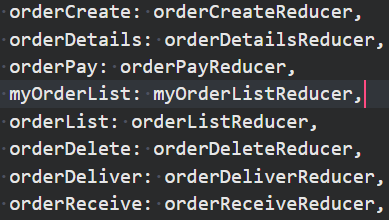 orderCreate: orderCreateReducer,
orderDetails: orderDetailsReducer,
orderPay: orderPayReducer,
myOrderList: myOrderListReducer,
orderList: orderListReducer,
orderDelete: orderDeleteReducer,
orderDeliver: orderDeliverReducer,
orderReceive: orderReceiveReducer,